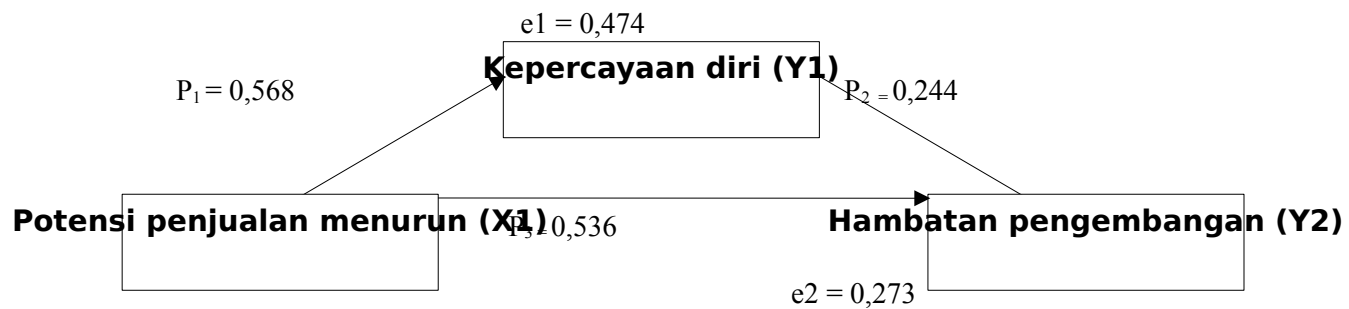 e1 = 0,474
Kepercayaan diri (Y1)
P1 = 0,568
P2 = 0,244
Potensi penjualan menurun (X1)
P3 = 0,536
Hambatan pengembangan (Y2)
e2 = 0,273